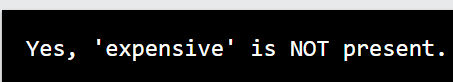 Yes, 'expensive' is NOT present.